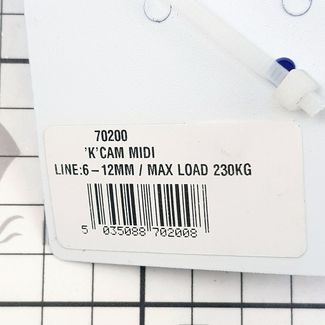 70200
'K'CAM MIDI
LINE:6-12MM / MAX LOAD 230KG
5 035088 702008